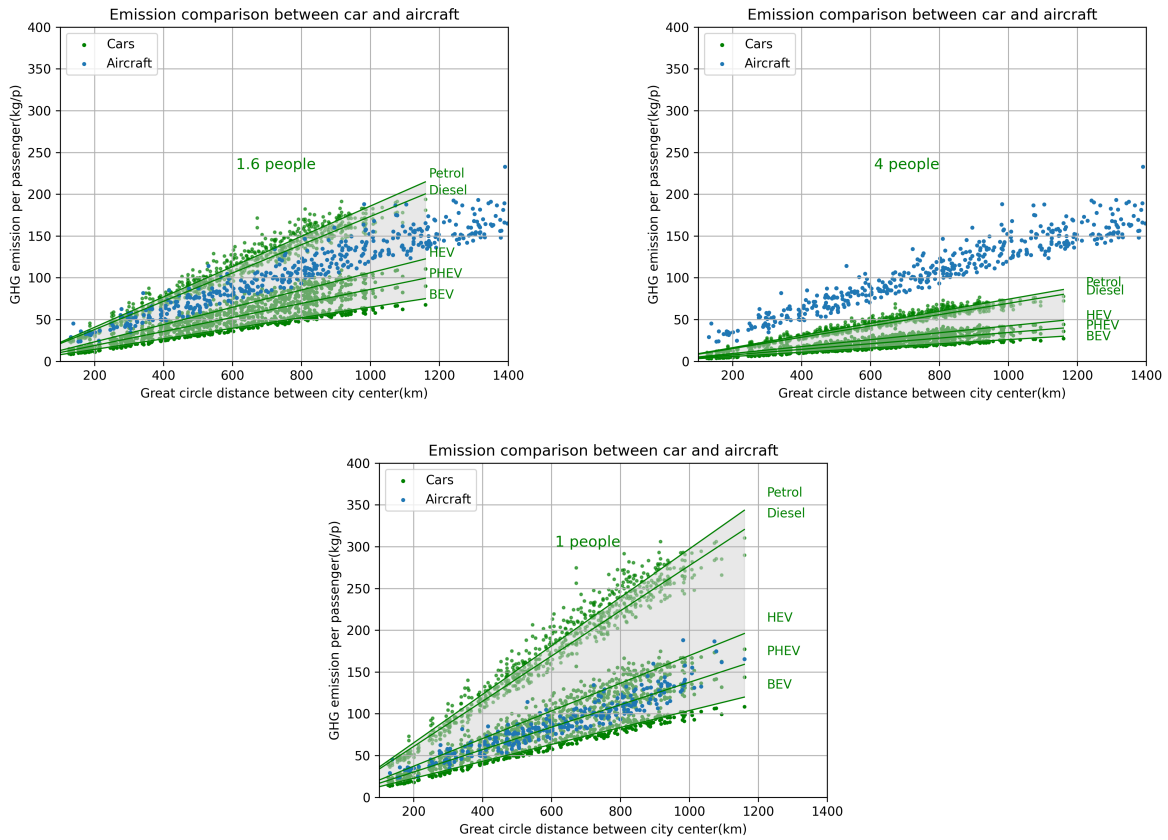 Emission comparison between car and aircraft
400
350
300
250
200
150
100
50
0
GHG emission per passenger(kg/p)
Cars
Aircraft
1.6 people
Petrol
Diesel
HEV
PHEV
BEV
200 400 600 800 1000 1200 1400
Great circle distance between city center(km)
Emission comparison between car and aircraft
400
350
300
250
200
150
100
50
0
GHG emission per passenger(kg/p)
Cars
Aircraft
4 people
Petrol
Diesel
HEV
PHEV
BEV
200 400 600 800 1000 1200 1400
Great circle distance between city center(km)
Emission comparison between car and aircraft
400
350
300
250
200
150
100
50
0
GHG emission per passenger(kg/p)
Cars
Aircraft
1 people
Petrol
Diesel
HEV
PHEV
BEV
200 400 600 800 1000 1200 1400
Great circle distance between city center(km)